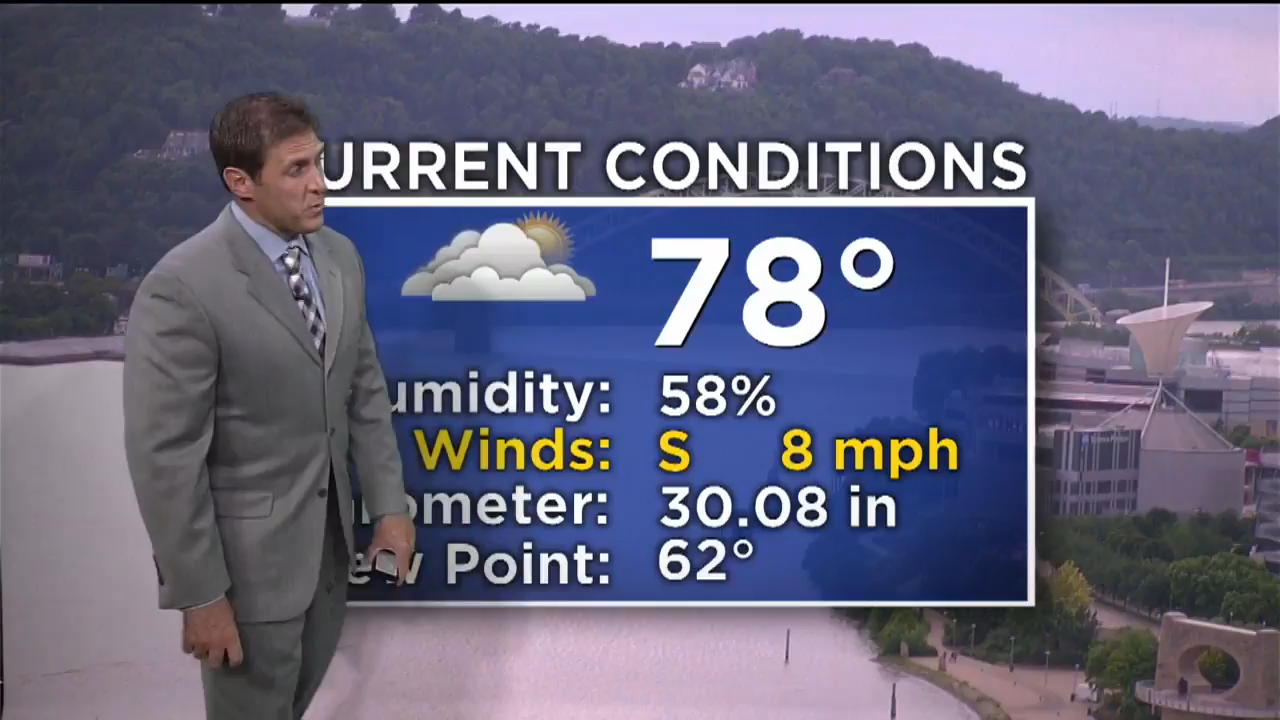 URRENT CONDITIONS
78°
umidity: 58%
Winds: S 8 mph
ometer: 30.08 in
ew Point: 62°